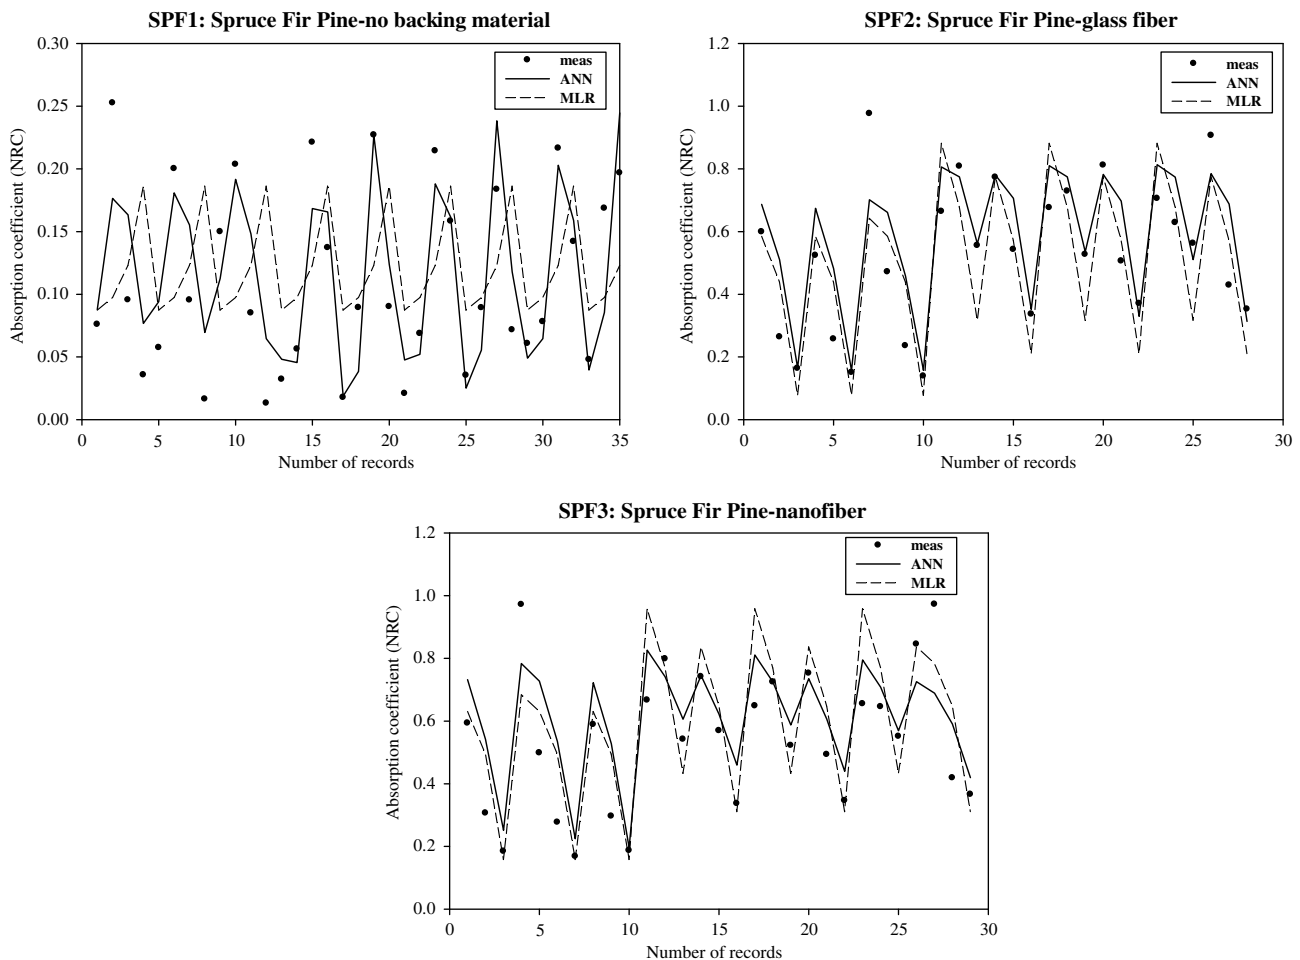 SPF1: Spruce Fir Pine-no backing material
0.30
0.25
0.20
0.15
0.10
0.05
0.00
Absorption coefficient (NRC)
meas
ANN
MLR
0 5 10 15 20 25 30 35
Number of records
SPF2: Spruce Fir Pine-glass fiber
1.2
1.0
0.8
0.6
0.4
0.2
0.0
Absorption coefficient (NRC)
meas
ANN
MLR
0 5 10 15 20 25 30
Number of records
SPF3: Spruce Fir Pine-nanofiber
1.2
1.0
0.8
0.6
0.4
0.2
0.0
Absorption coefficient (NRC)
meas
ANN
MLR
0 5 10 15 20 25 30
Number of records